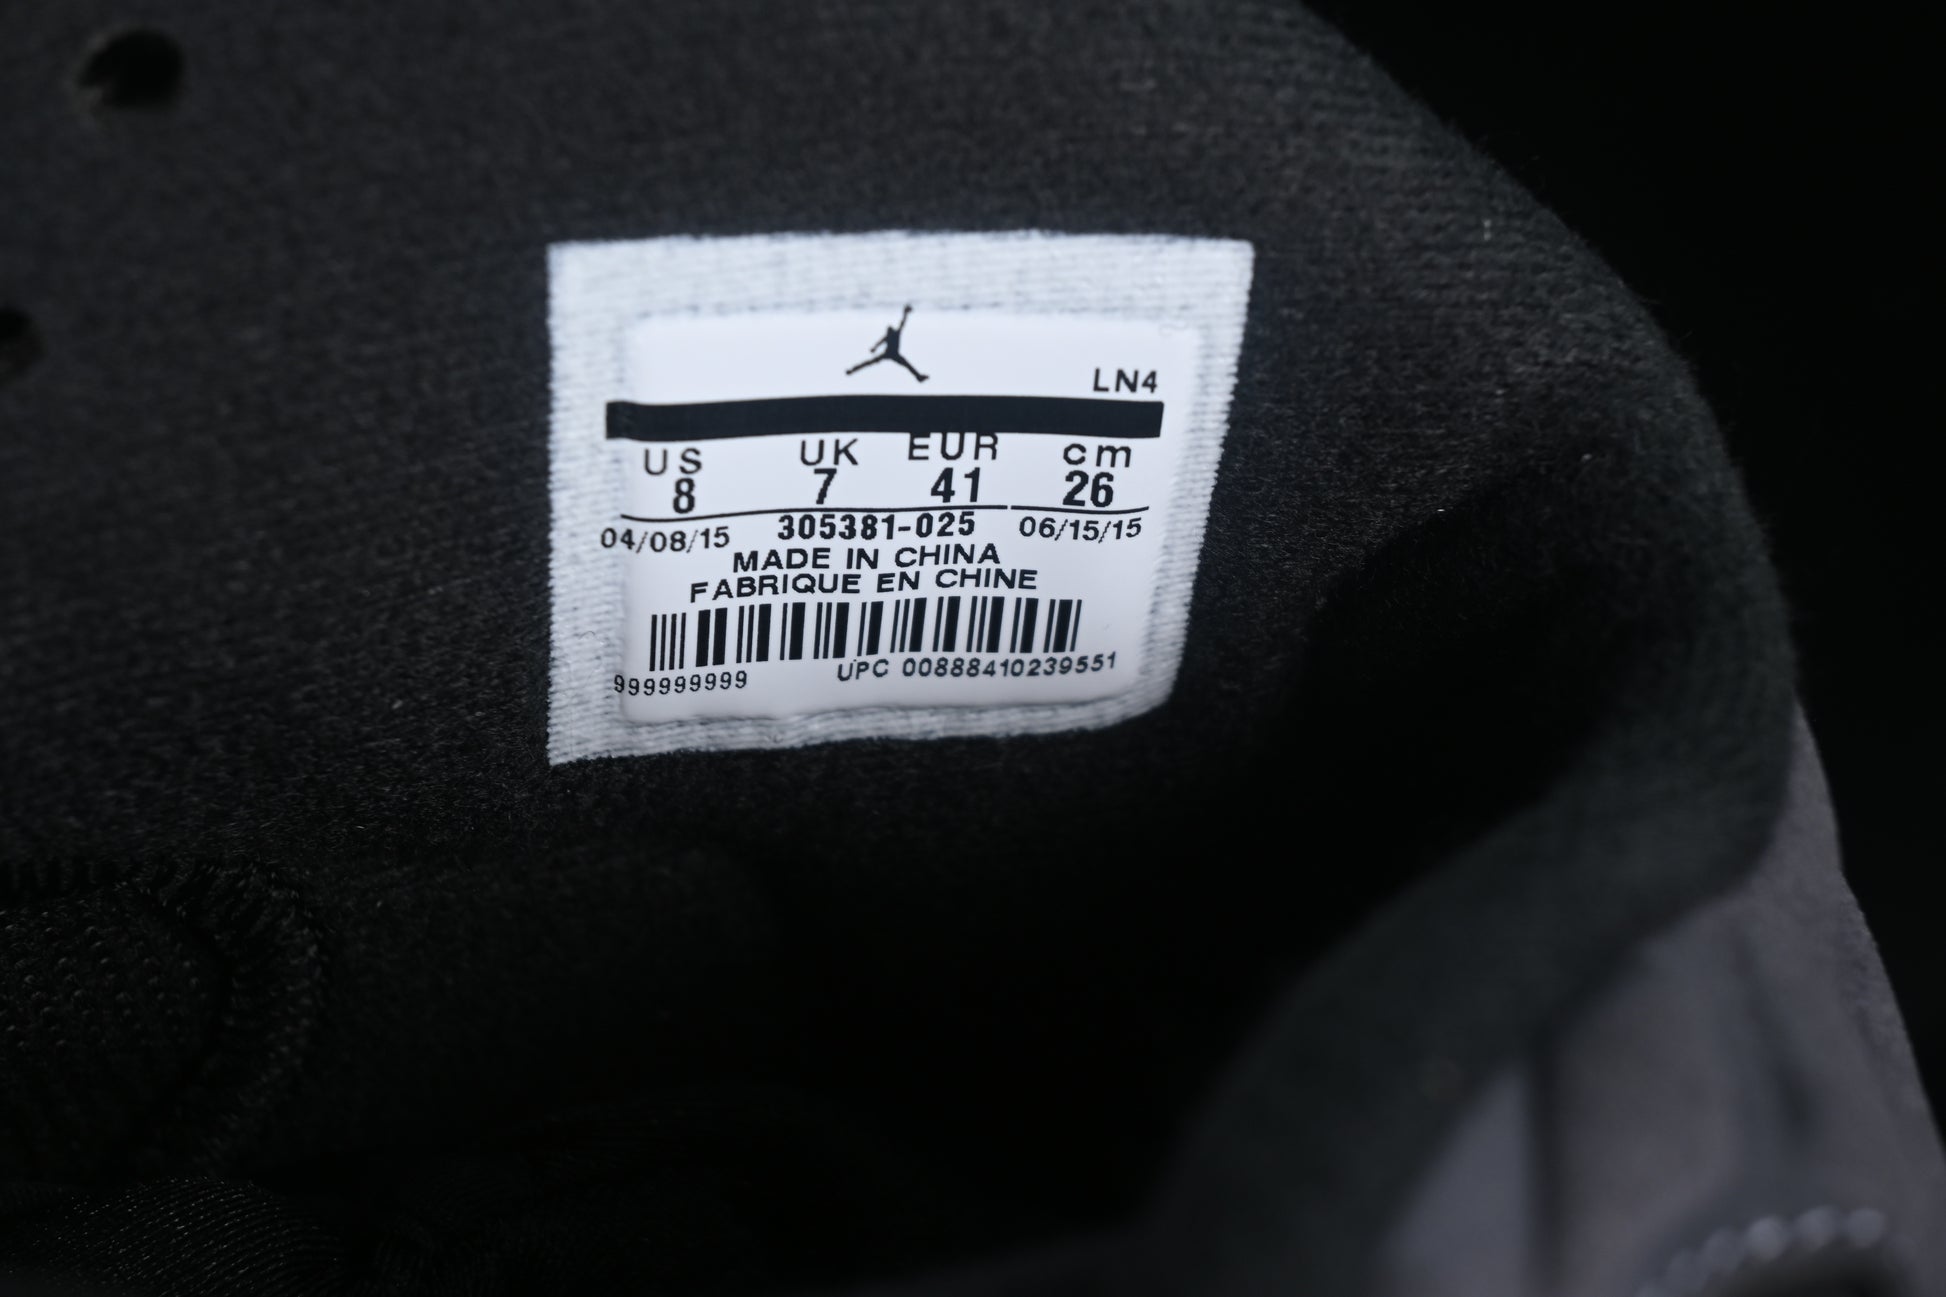 LN4
US UK EUR cm
8 7 41 26
04/08/15 305381-025 06/15/15
MADE IN CHINA
FABRIQUE EN CHINE
999999999 UPC 00888410239551